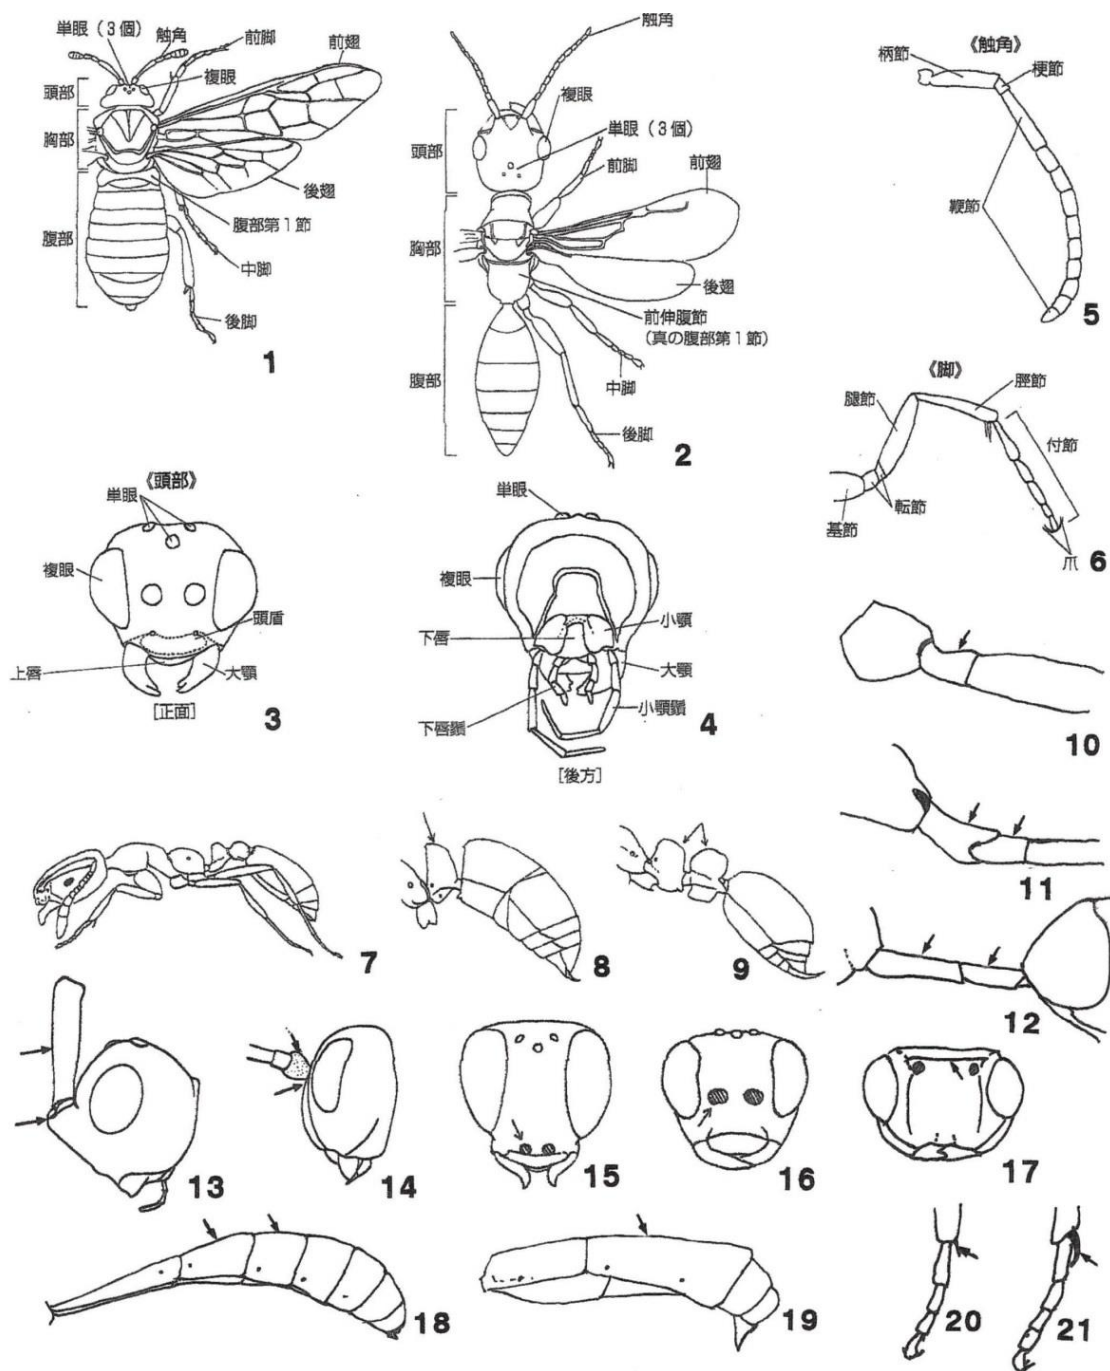 単眼（3個）
触角
前脚
前翅
複眼
頭部
胸部
後翅
腹部第1節
腹部
中脚
後脚
1
触角
複眼
単眼（3個）
頭部
前脚
前翅
胸部
後翅
前伸腹節
（真の腹部第1節）
中脚
腹部
後脚
2
《触角》
柄節
梗節
鞭節
5
《脚》
脛節
腿節
付節
転節
基節
爪
6
《頭部》
単眼
複眼
頭盾
上唇
大顎
［正面］
3
単眼
複眼
小顎
下唇
大顎
下唇鬚
小顎鬚
4
［後方］
10
11
7
8
9
12
13
14
15
16
17
18
19
20
21